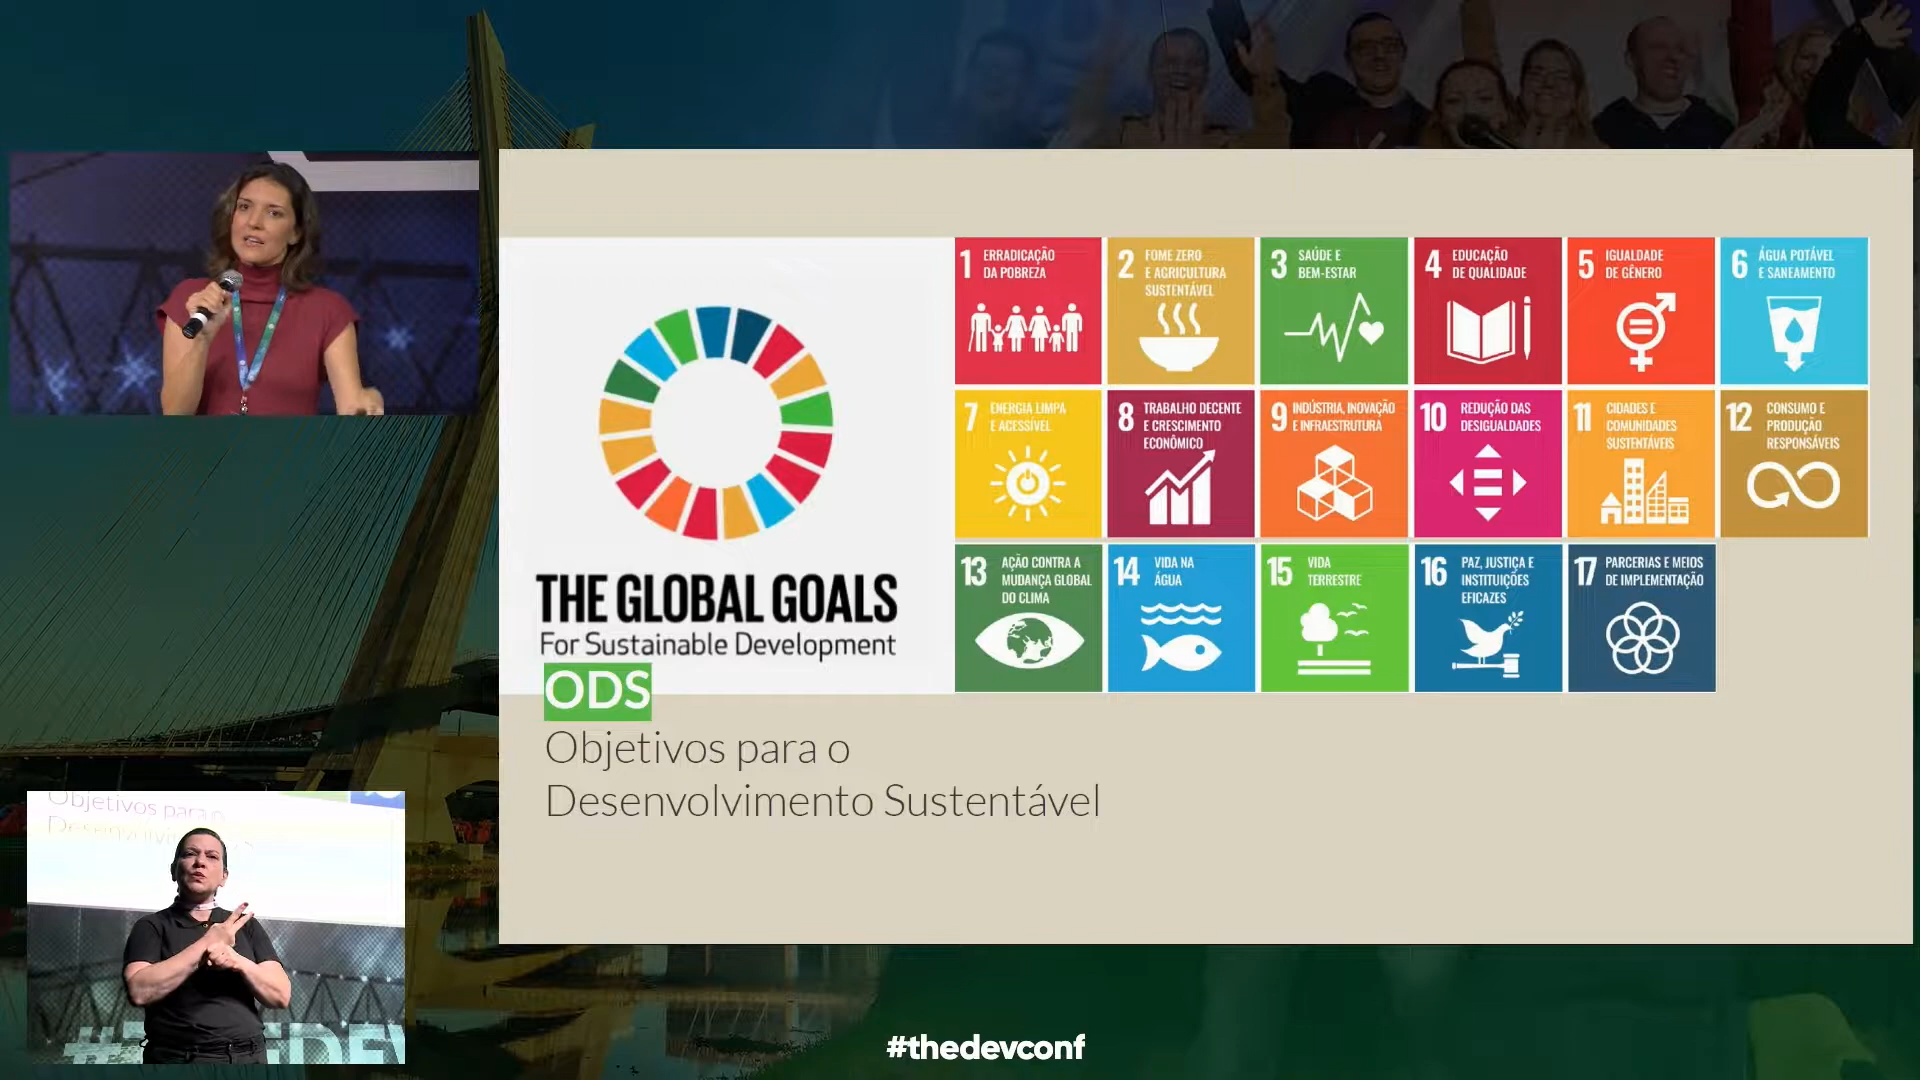 THE GLOBAL GOALS
For Sustainable Development
ODS
Objetivos para o
Desenvolvimento Sustentável
1 ERRADICAÇÃO
DA POBREZA
2 FOME ZERO
E AGRICULTURA
SUSTENTÁVEL
3 SAÚDE E
BEM-ESTAR
4 EDUCAÇÃO
DE QUALIDADE
5 IGUALDADE
DE GÊNERO
6 ÁGUA POTÁVEL
E SANEAMENTO
7 ENERGIA LIMPA
E ACESSÍVEL
8 TRABALHO DECENTE
E CRESCIMENTO
ECONÔMICO
9 INDÚSTRIA, INOVAÇÃO
E INFRAESTRUTURA
10 REDUÇÃO DAS
DESIGUALDADES
11 CIDADES E
COMUNIDADES
SUSTENTÁVEIS
12 CONSUMO E
PRODUÇÃO
RESPONSÁVEIS
13 AÇÃO CONTRA A
MUDANÇA GLOBAL
DO CLIMA
14 VIDA NA
ÁGUA
15 VIDA
TERRESTRE
16 PAZ, JUSTIÇA E
INSTITUIÇÕES
EFICAZES
17 PARCERIAS E MEIOS
DE IMPLEMENTAÇÃO
Objetivos para o
#thedevconf